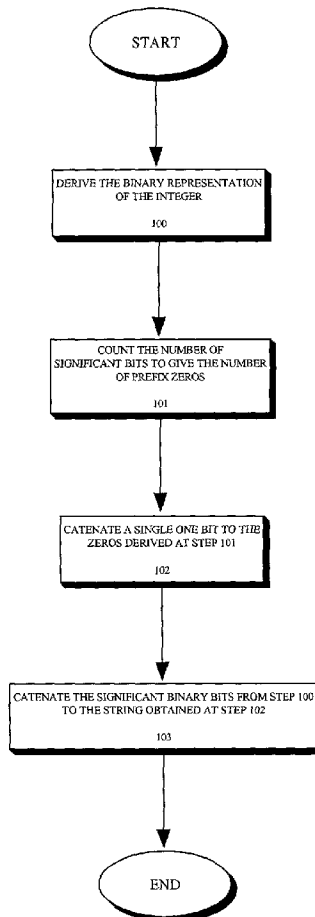 START
DERIVE THE BINARY REPRESENTATION
OF THE INTEGER
100
COUNT THE NUMBER OF
SIGNIFICANT BITS TO GIVE THE NUMBER
OF PREFIX ZEROS
101
CATENATE A SINGLE ONE BIT TO THE
ZEROS DERIVED AT STEP 101
102
CATENATE THE SIGNIFICANT BINARY BITS FROM STEP 100
TO THE STRING OBTAINED AT STEP 102
103
END